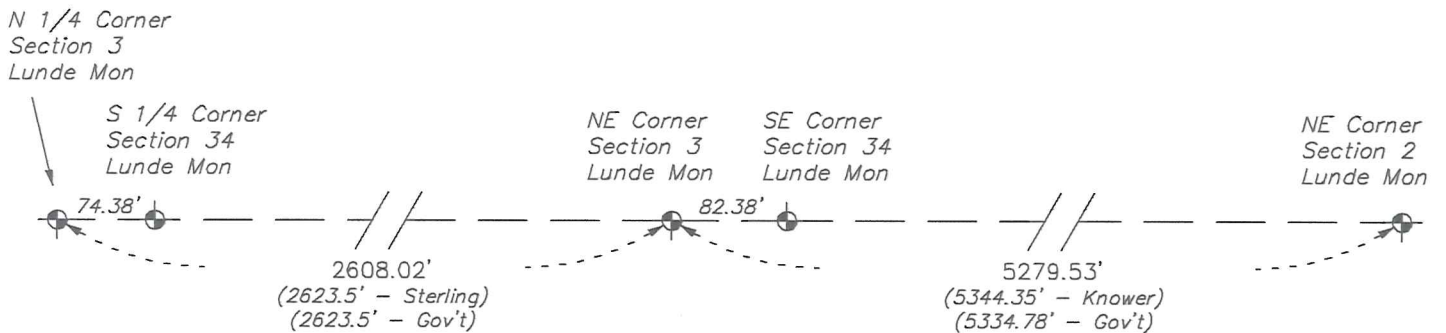 N 1/4 Corner
Section 3
Lunde Mon
S 1/4 Corner
Section 34
Lunde Mon
NE Corner
Section 3
Lunde Mon
SE Corner
Section 34
Lunde Mon
NE Corner
Section 2
Lunde Mon
74.38'
82.38'
2608.02'
(2623.5' – Sterling)
(2623.5' – Gov't)
5279.53'
(5344.35' – Knower)
(5334.78' – Gov't)